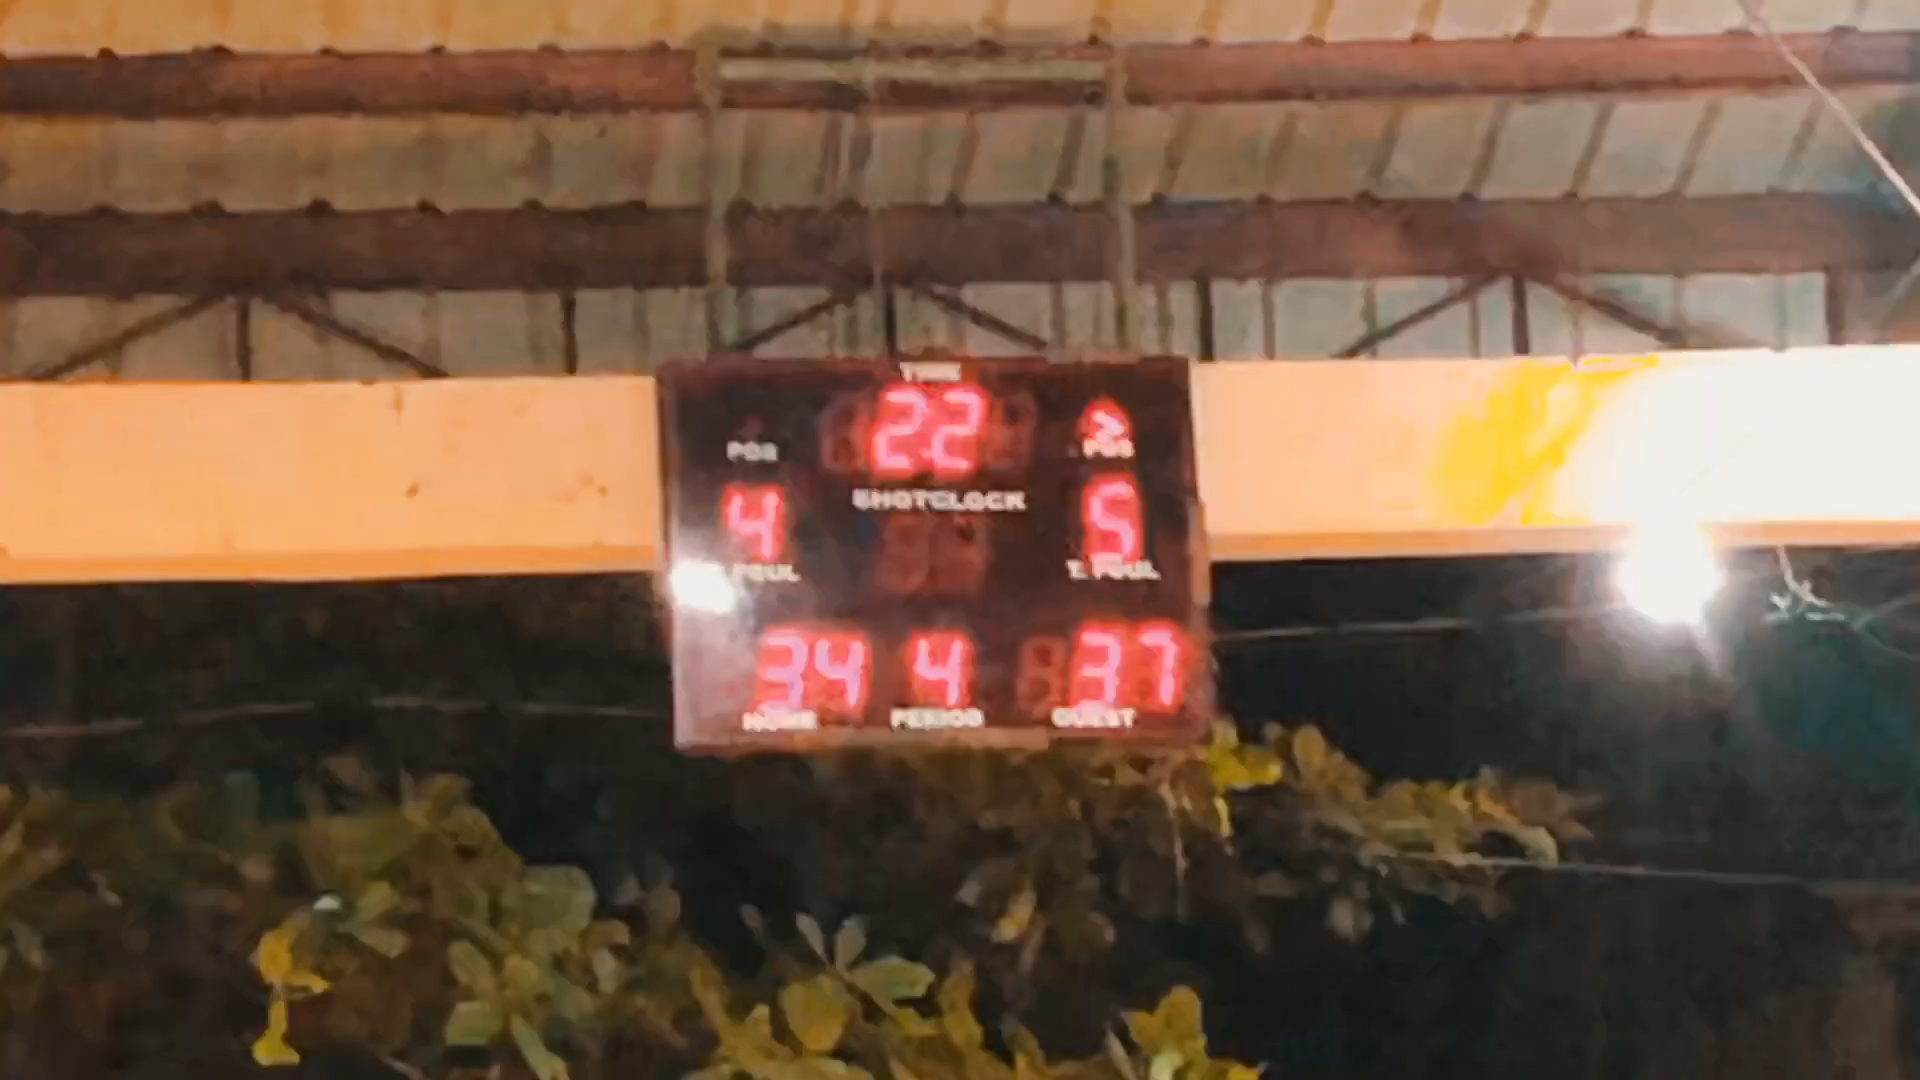 TIME
22
POS
> POS
SHOTCLOCK
4
5
FOUL
T. FOUL
34
4
37
HOME
PERIOD
GUEST